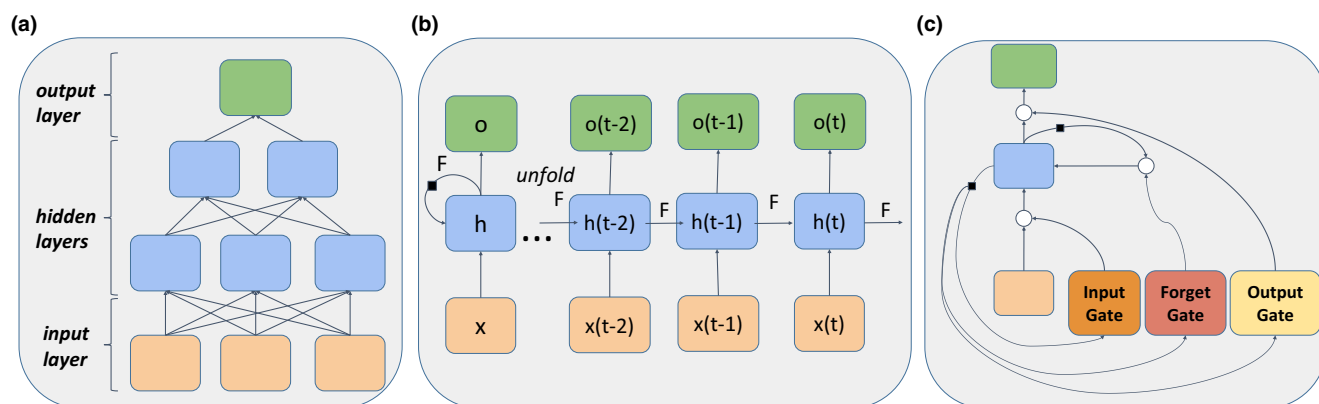 (a)
output
layer
hidden
layers
input
layer
(b)
o
o(t-2)
o(t-1)
o(t)
F
unfold
F
F
F
F
h
...
h(t-2)
h(t-1)
h(t)
x
x(t-2)
x(t-1)
x(t)
(c)
Input
Gate
Forget
Gate
Output
Gate